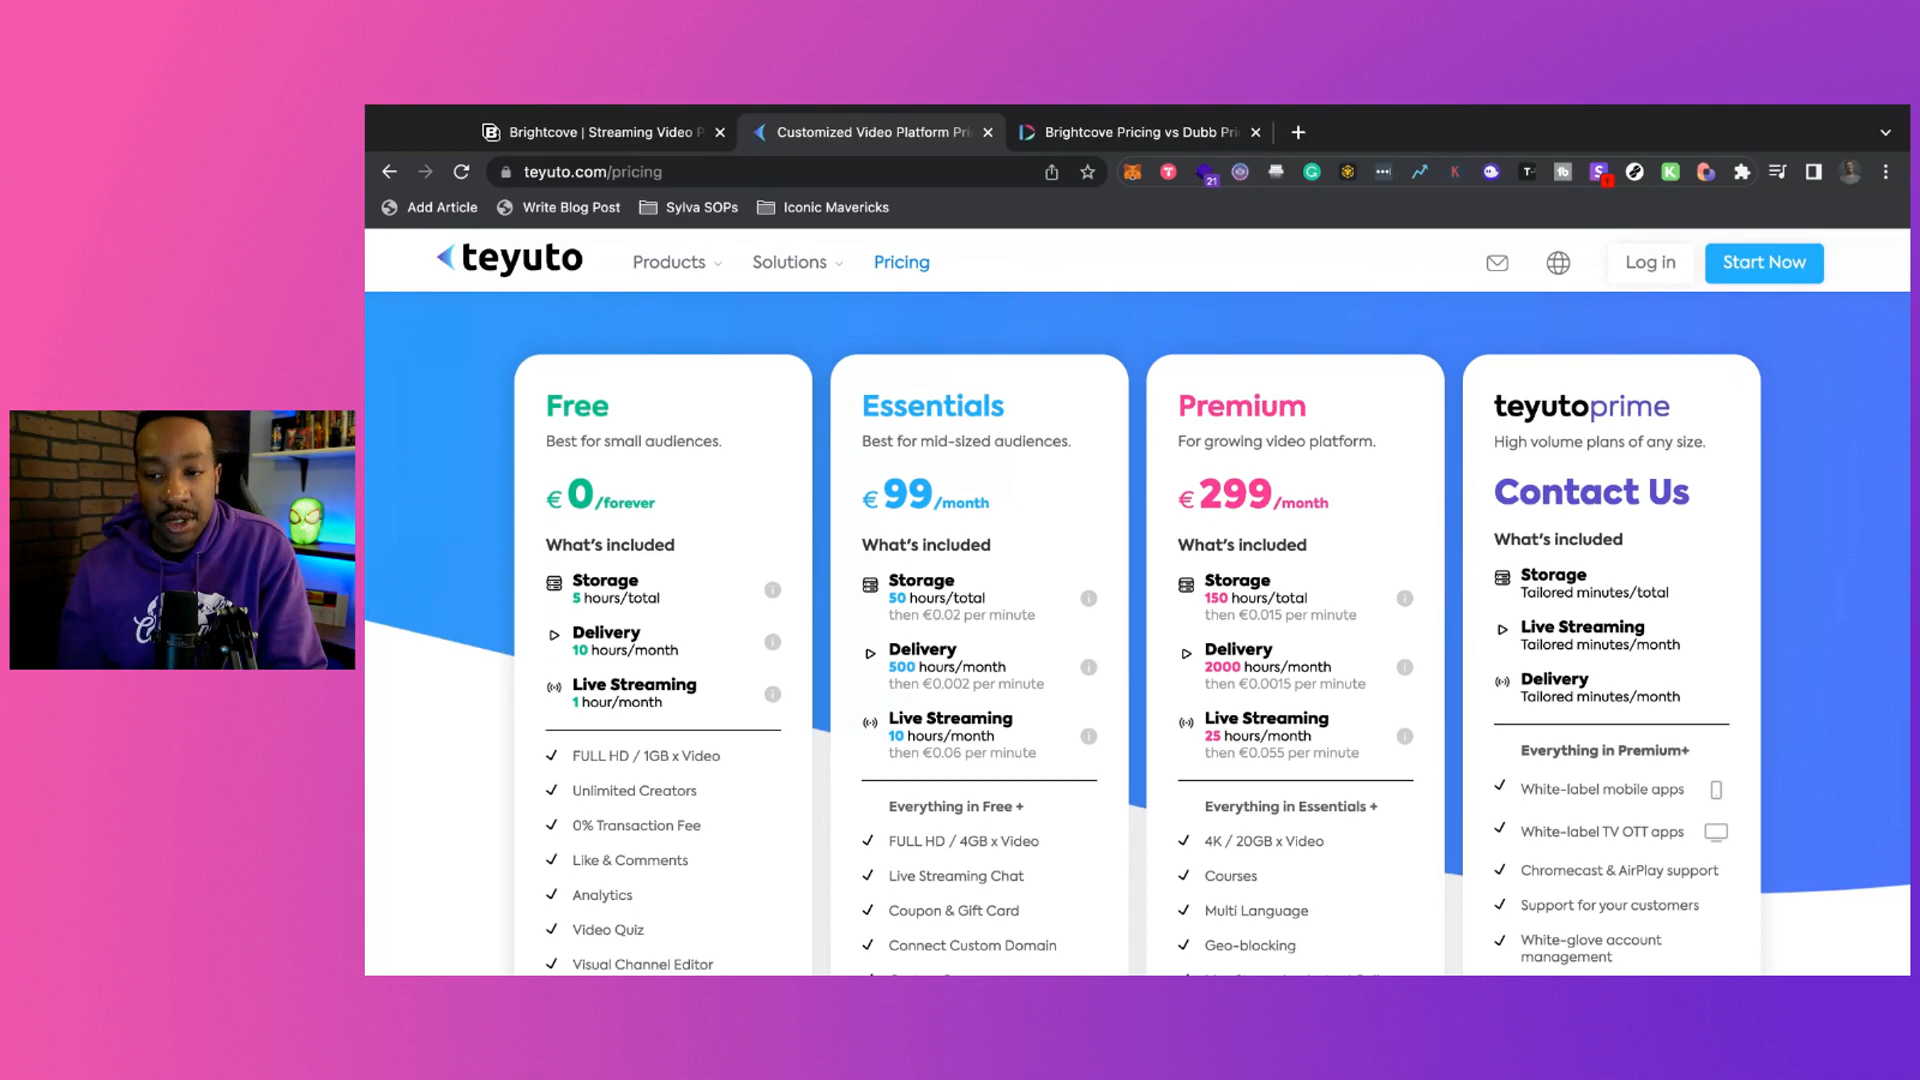 Brightcove | Streaming Video P
Customized Video Platform Pri
Brightcove Pricing vs Dubb Pri
teyuto.com/pricing
21
1
Add Article
Write Blog Post
Sylva SOPs
Iconic Mavericks
teyuto
Products
Solutions
Pricing
Log in
Start Now
Free
Best for small audiences.
€ 0/forever
What's included
Storage
5 hours/total
Delivery
10 hours/month
Live Streaming
1 hour/month
FULL HD / 1GB x Video
Unlimited Creators
0% Transaction Fee
Like & Comments
Analytics
Video Quiz
Visual Channel Editor
Essentials
Best for mid-sized audiences.
€ 99/month
What's included
Storage
50 hours/total
then €0.02 per minute
Delivery
500 hours/month
then €0.002 per minute
Live Streaming
10 hours/month
then €0.06 per minute
Everything in Free +
FULL HD / 4GB x Video
Live Streaming Chat
Coupon & Gift Card
Connect Custom Domain
Premium
For growing video platform.
€ 299/month
What's included
Storage
150 hours/total
then €0.015 per minute
Delivery
2000 hours/month
then €0.0015 per minute
Live Streaming
25 hours/month
then €0.055 per minute
Everything in Essentials +
4K / 20GB x Video
Courses
Multi Language
Geo-blocking
teyutoprime
High volume plans of any size.
Contact Us
What's included
Storage
Tailored minutes/total
Live Streaming
Tailored minutes/month
Delivery
Tailored minutes/month
Everything in Premium+
White-label mobile apps
White-label TV OTT apps
Chromecast & AirPlay support
Support for your customers
White-glove account
management